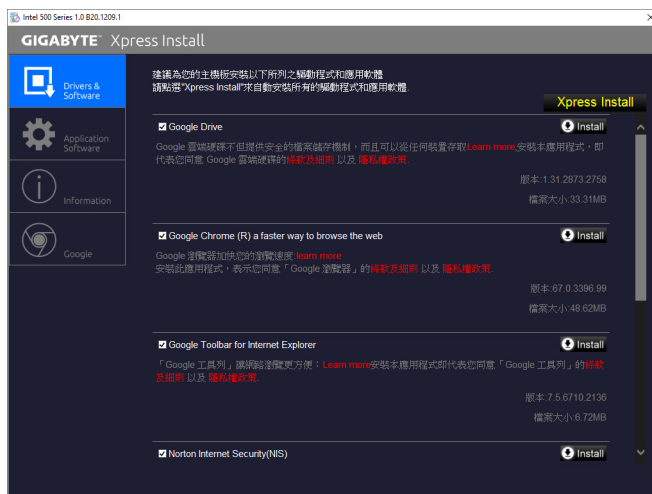 Intel 500 Series 1.0 B20.1209.1
GIGABYTE™ Xpress Install
Drivers &
Software
Application
Software
Information
Google
建議為您的主機板安裝以下所列之驅動程式和應用軟體
請點選"Xpress Install"來自動安裝所有的驅動程式和應用軟體.
Xpress Install
Google Drive
Install
Google 雲端硬碟不但提供安全的檔案儲存機制，而且可以從任何裝置存取Learn more,安裝本應用程式，即
代表您同意 Google 雲端硬碟的條款及細則 以及 隱私權政策.
版本:1.31.2873.2758
檔案大小:33.31MB
Google Chrome (R) a faster way to browse the web
Install
Google 瀏覽器加快您的瀏覽速度:learn more
安裝此應用程式，表示您同意「Google 瀏覽器」的條款及細則 以及 隱私權政策.
版本:67.0.3396.99
檔案大小:48.62MB
Google Toolbar for Internet Explorer
Install
「Google 工具列」讓網路瀏覽更方便：Learn more安裝本應用程式即代表您同意「Google 工具列」的條款
及細則 以及 隱私權政策.
版本:7.5.6710.2136
檔案大小:6.72MB
Norton Internet Security(NIS)
Install